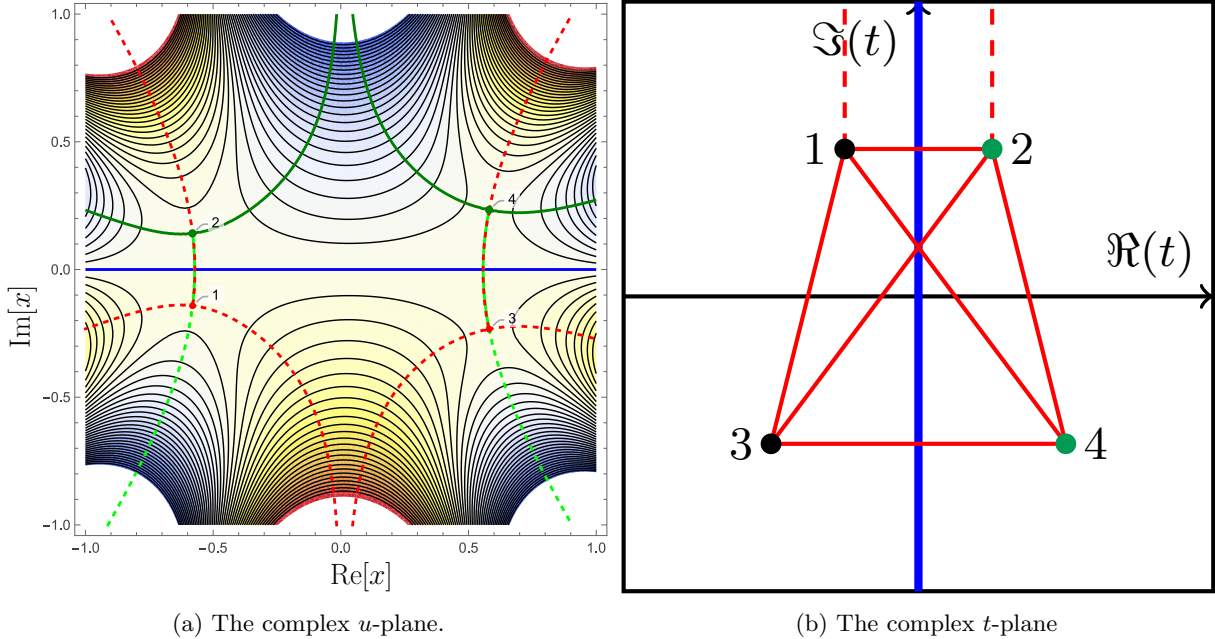 1.0
0.5
0.0
−0.5
−1.0
Im[x]
2
4
1
3
−1.0 −0.5 0.0 0.5 1.0
Re[x]
(a) The complex u-plane.
ℑ(t)
1 2
ℜ(t)
3 4
(b) The complex t-plane